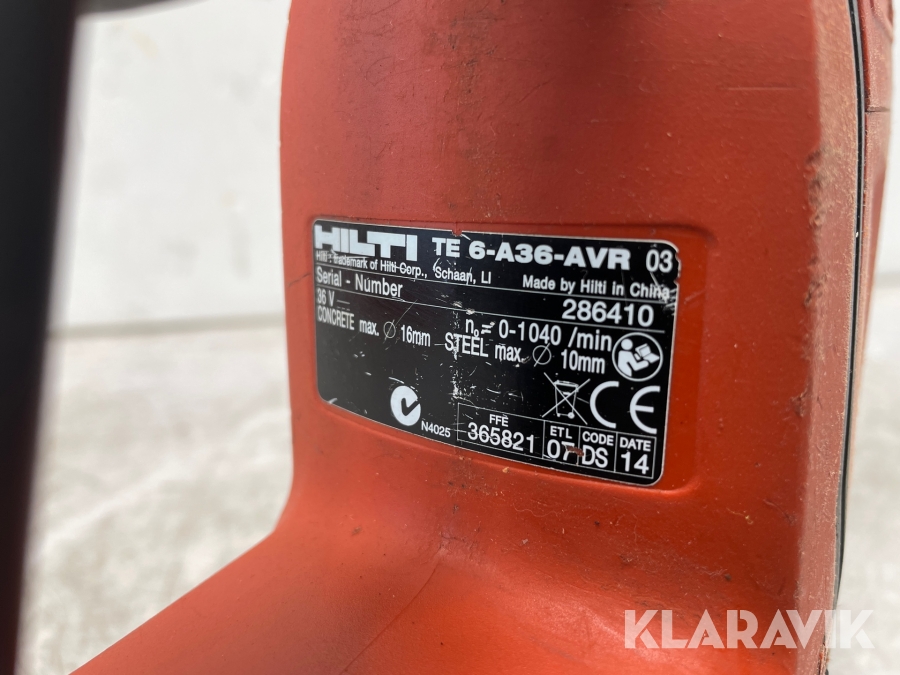 HILTI TE 6-A36-AVR 03
Hilti - Trademark of Hilti Corp., Schaan, LI Made by Hilti in China
Serial - Number 286410
36 V n₀= 0-1040 /min
CONCRETE max. Ø 16mm STEEL max. Ø 10mm
CE
N4025
FFE ETL CODE DATE
365821 07 DS 14
KLARAVIK